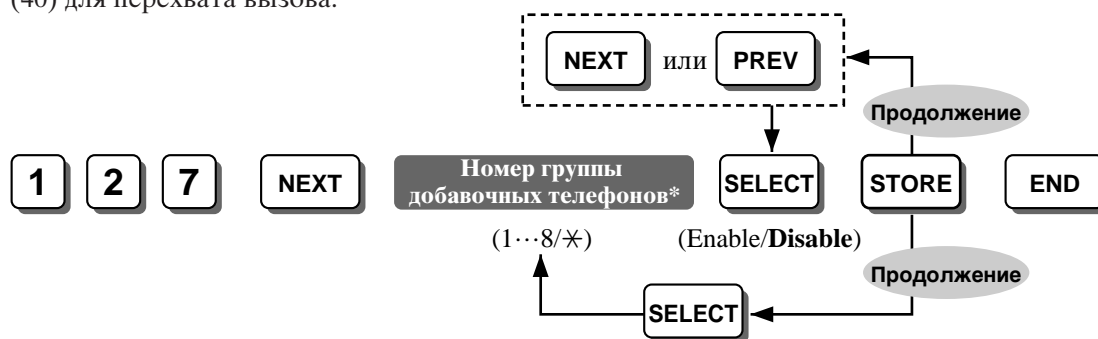 (40) для перехвата вызова.
NEXT или PREV
Продолжение
1 2 7 NEXT Номер группы добавочных телефонов* SELECT STORE END
(1···8/✳) (Enable/Disable)
Продолжение
SELECT